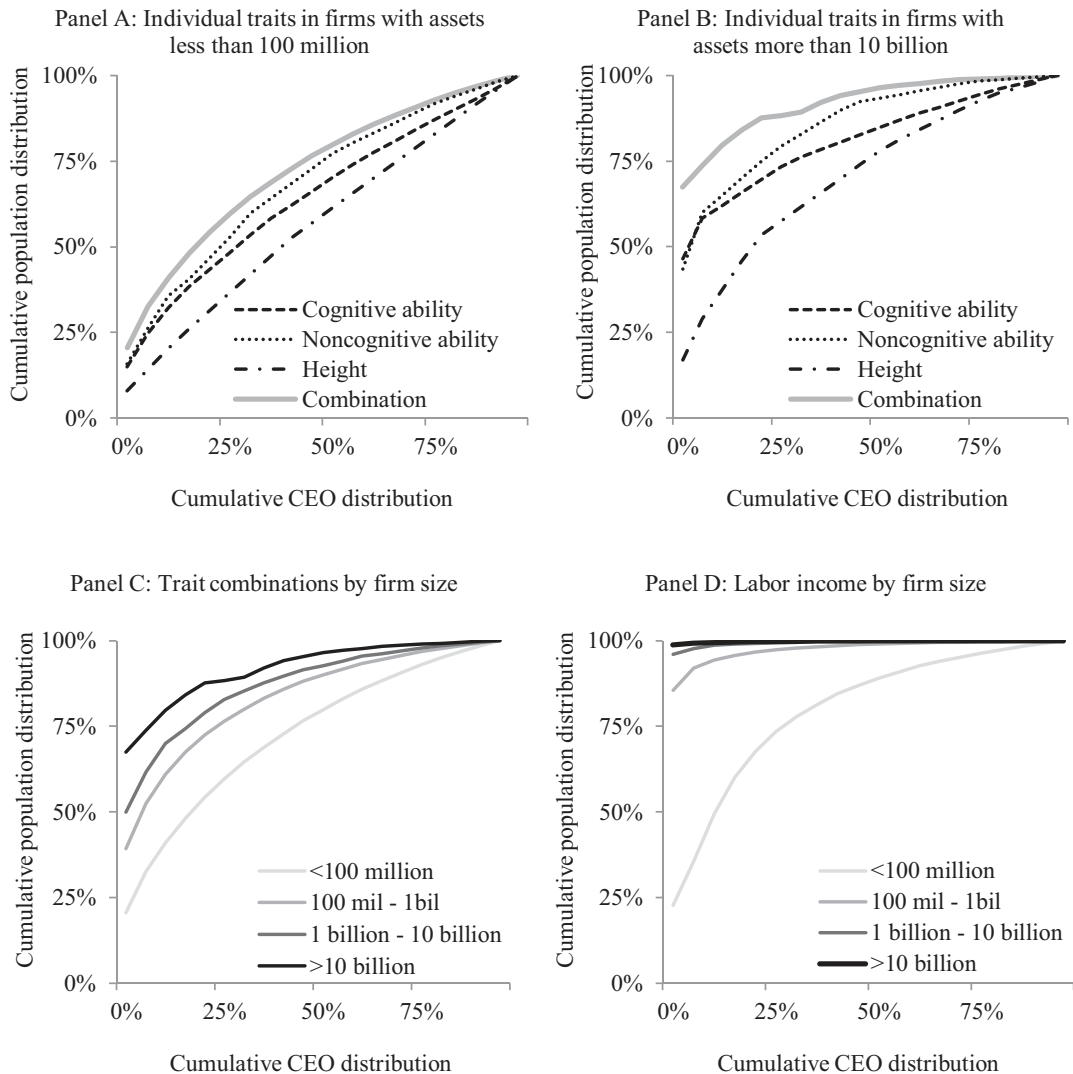 Panel A: Individual traits in firms with assets
less than 100 million
Cumulative population distribution
100%
75%
50%
25%
0%
Cognitive ability
Noncognitive ability
Height
Combination
0%
25%
50%
75%
Cumulative CEO distribution
Panel B: Individual traits in firms with
assets more than 10 billion
Cumulative population distribution
100%
75%
50%
25%
0%
Cognitive ability
Noncognitive ability
Height
Combination
0%
25%
50%
75%
Cumulative CEO distribution
Panel C: Trait combinations by firm size
Cumulative population distribution
100%
75%
50%
25%
0%
<100 million
100 mil - 1bil
1 billion - 10 billion
>10 billion
0%
25%
50%
75%
Cumulative CEO distribution
Panel D: Labor income by firm size
Cumulative population distribution
100%
75%
50%
25%
0%
<100 million
100 mil - 1bil
1 billion - 10 billion
>10 billion
0%
25%
50%
75%
Cumulative CEO distribution